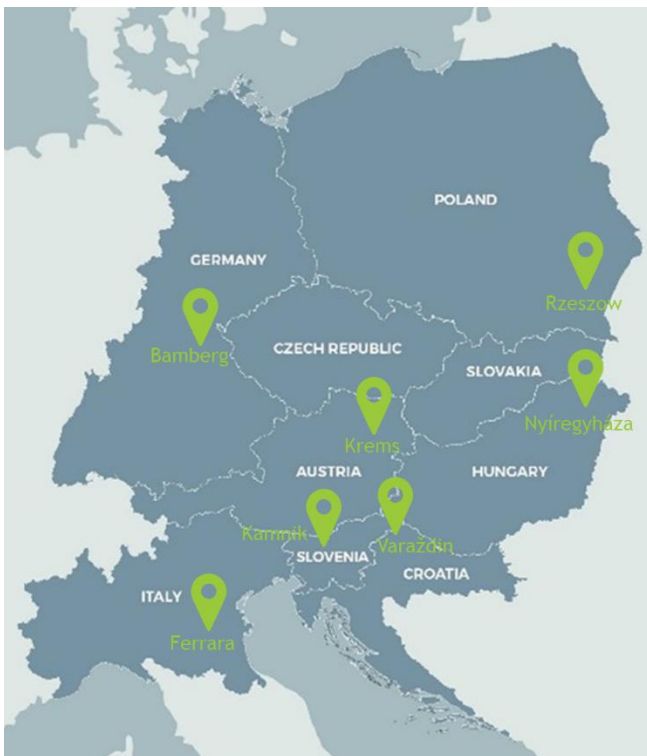 POLAND
GERMANY
Rzeszow
CZECH REPUBLIC
Bamberg
SLOVAKIA
Nyíregyháza
Krems
AUSTRIA
HUNGARY
Kamnik
Varaždin
SLOVENIA
CROATIA
ITALY
Ferrara